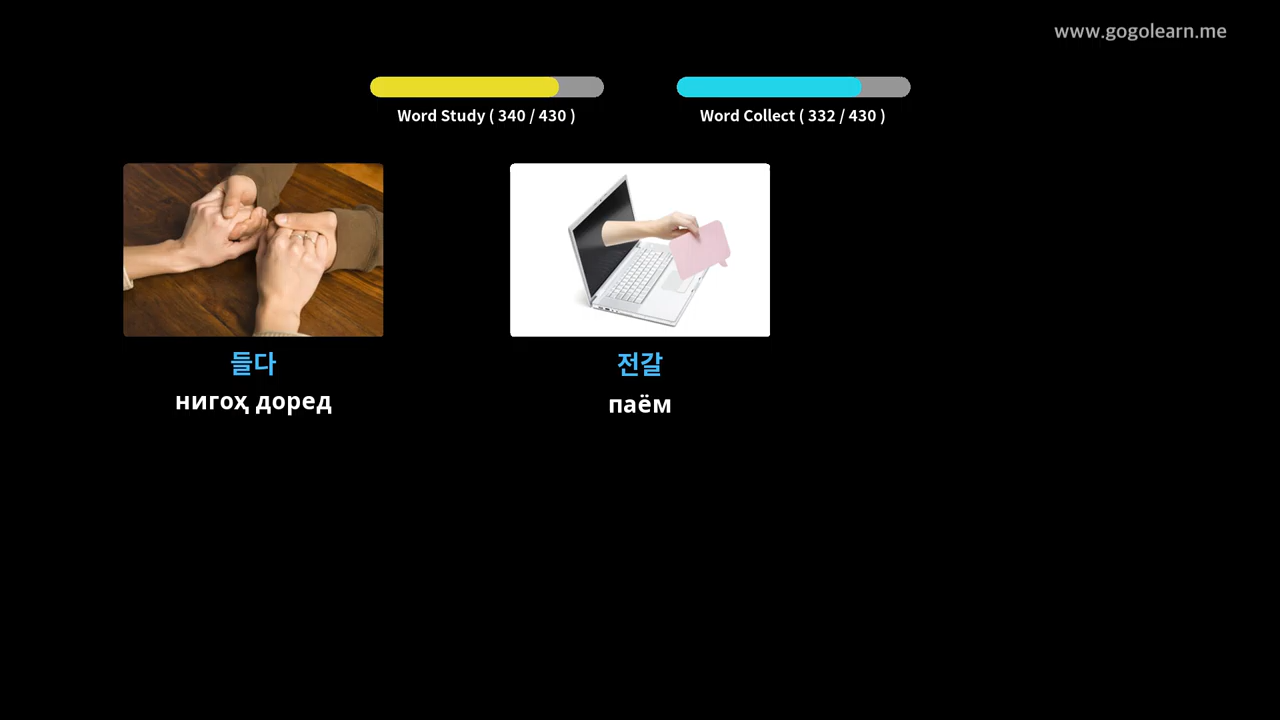 www.gogolearn.me
Word Study ( 340 / 430 )
Word Collect ( 332 / 430 )
들다
нигоҳ доред
전갈
паём